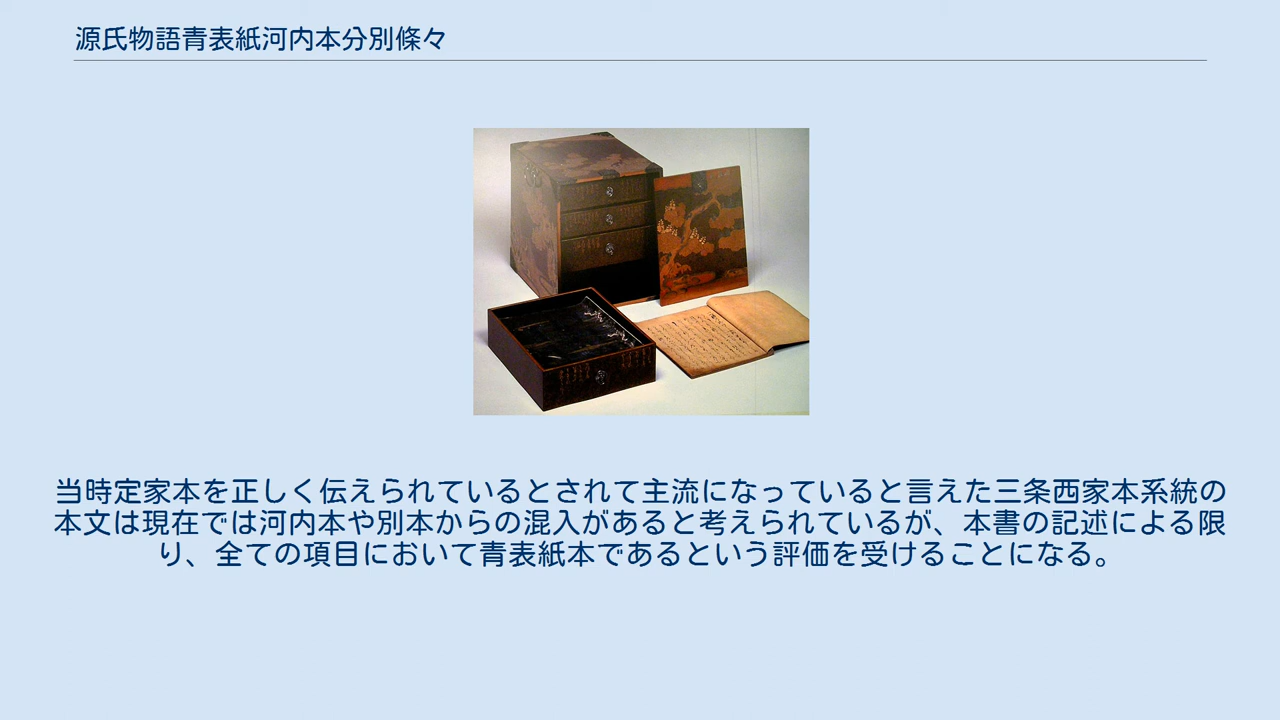 源氏物語青表紙河内本分別條々
当時定家本を正しく伝えられているとされて主流になっていると言えた三条西家本系統の
本文は現在では河内本や別本からの混入があると考えられているが、本書の記述による限
り、全ての項目において青表紙本であるという評価を受けることになる。